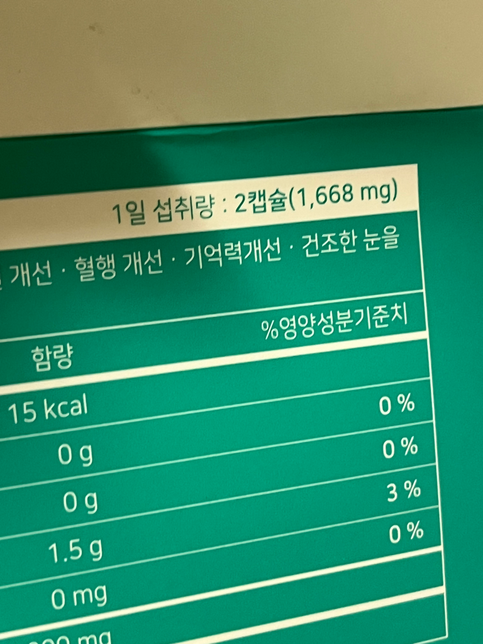 1일 섭취량 : 2캡슐(1,668 mg)
개선 · 혈행 개선 · 기억력개선 · 건조한 눈을
함량 %영양성분기준치
15 kcal
0 g 0 %
0 g 0 %
1.5 g 3 %
0 mg 0 %
mg